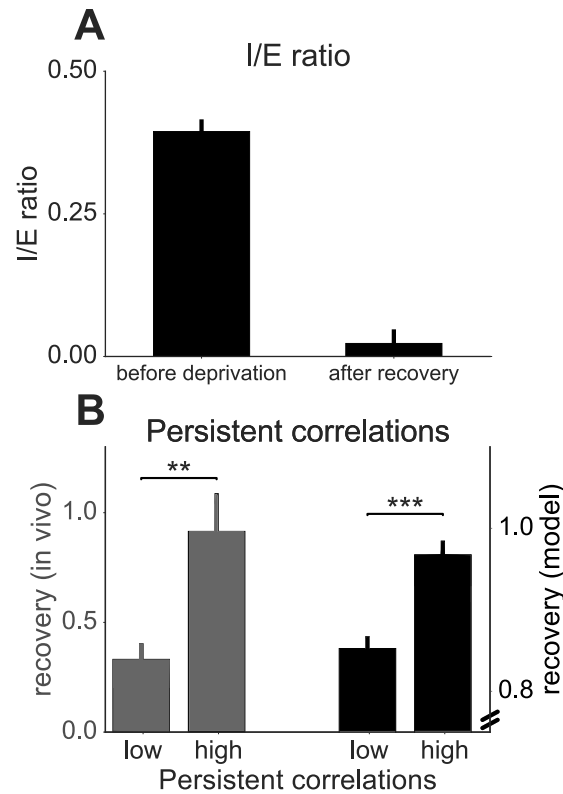 A
I/E ratio
0.50
0.25
0.00
I/E ratio
before deprivation after recovery
B
Persistent correlations
** ***
1.0
0.5
0.0
recovery (in vivo)
1.0
0.8
recovery (model)
low high low high
Persistent correlations